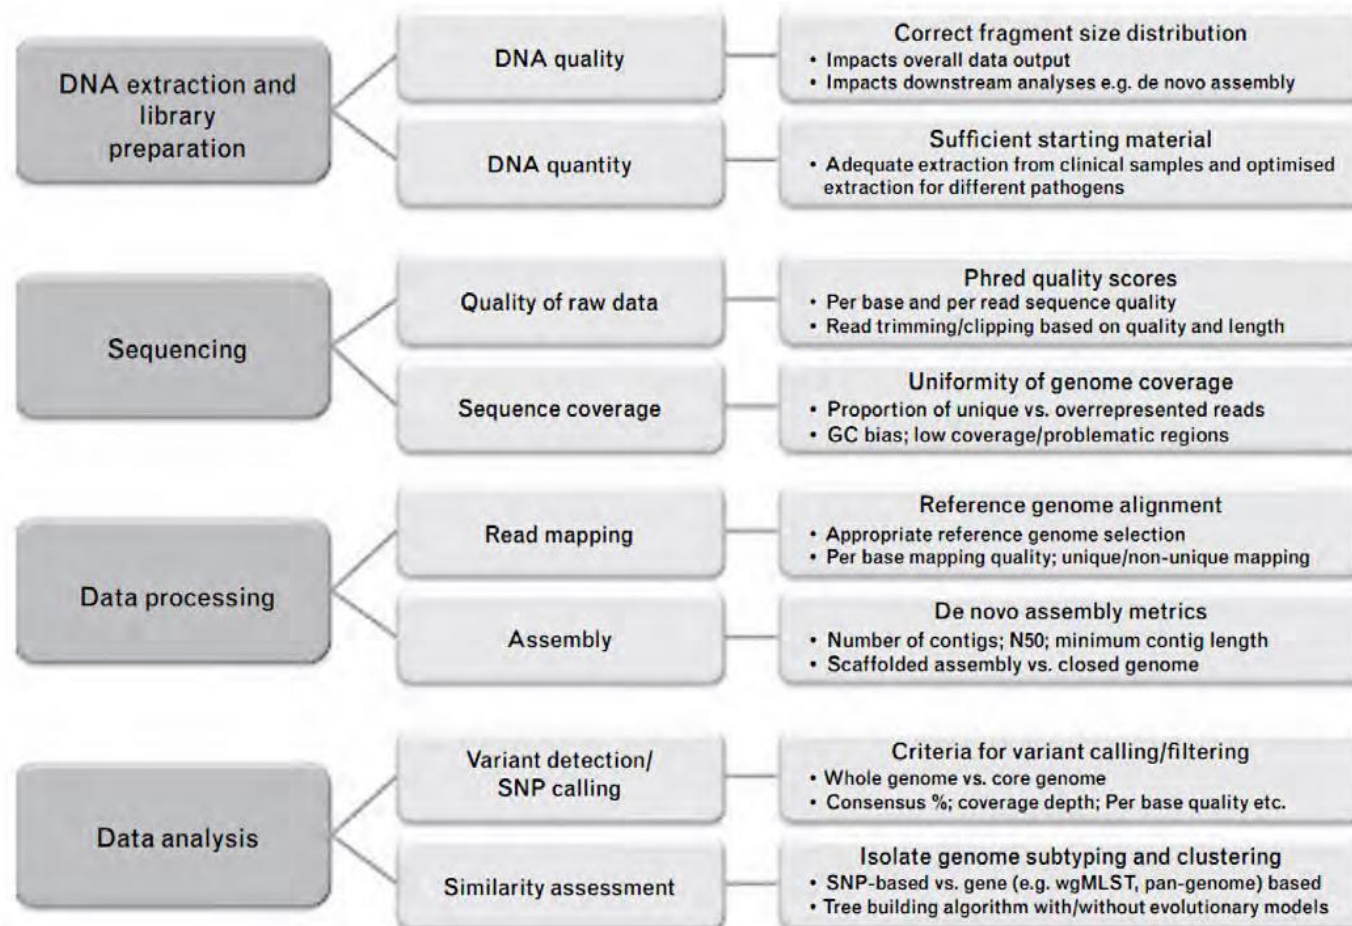 DNA extraction and
library
preparation
DNA quality
Correct fragment size distribution
• Impacts overall data output
• Impacts downstream analyses e.g. de novo assembly
DNA quantity
Sufficient starting material
• Adequate extraction from clinical samples and optimised
extraction for different pathogens
Sequencing
Quality of raw data
Phred quality scores
• Per base and per read sequence quality
• Read trimming/clipping based on quality and length
Sequence coverage
Uniformity of genome coverage
• Proportion of unique vs. overrepresented reads
• GC bias; low coverage/problematic regions
Data processing
Read mapping
Reference genome alignment
• Appropriate reference genome selection
• Per base mapping quality; unique/non-unique mapping
Assembly
De novo assembly metrics
• Number of contigs; N50; minimum contig length
• Scaffolded assembly vs. closed genome
Data analysis
Variant detection/
SNP calling
Criteria for variant calling/filtering
• Whole genome vs. core genome
• Consensus %; coverage depth; Per base quality etc.
Similarity assessment
Isolate genome subtyping and clustering
• SNP-based vs. gene (e.g. wgMLST, pan-genome) based
• Tree building algorithm with/without evolutionary models